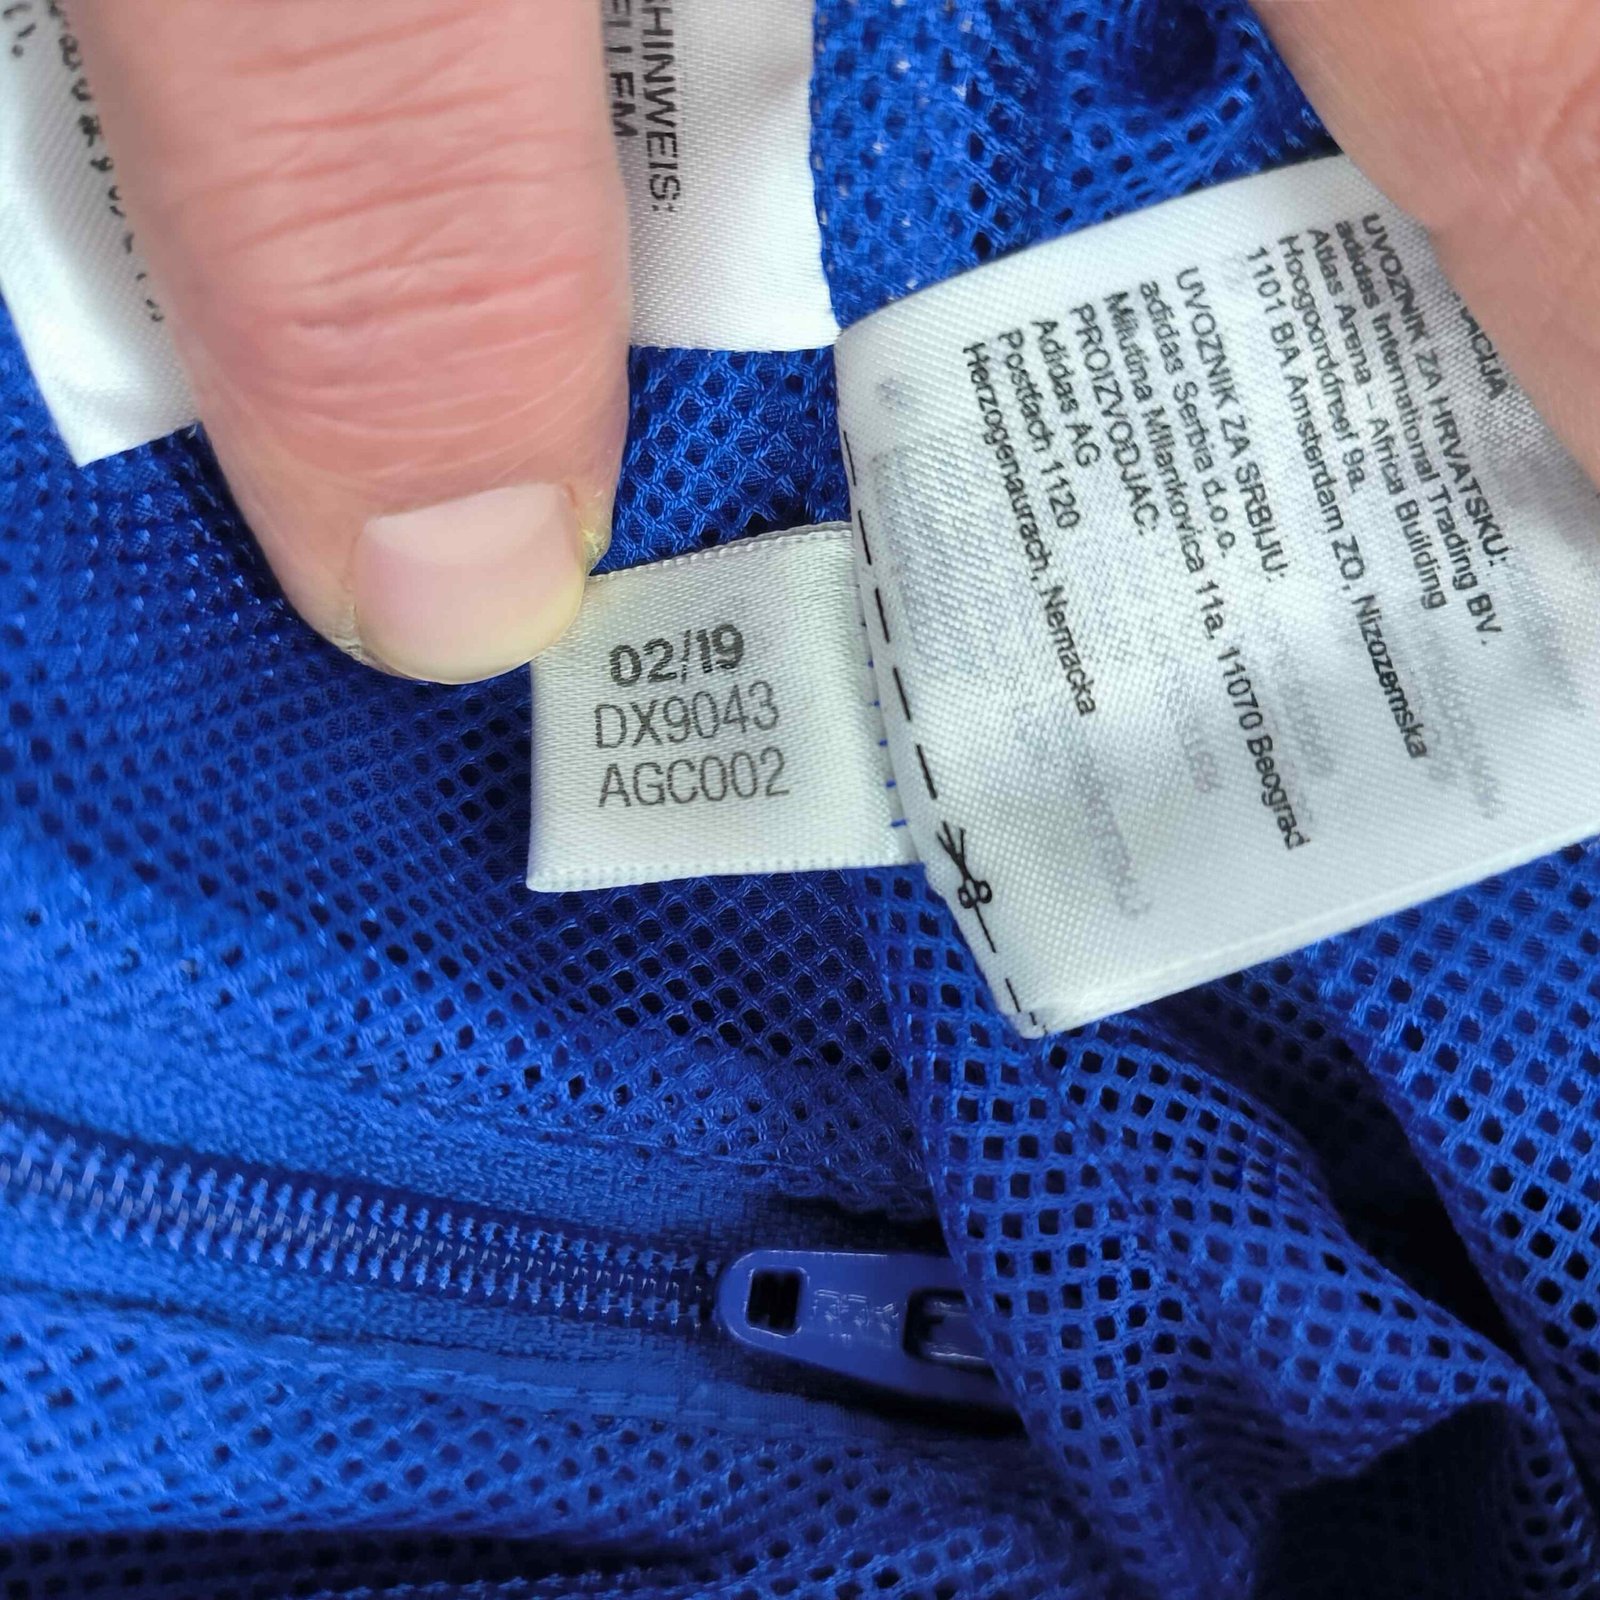 HINWEIS:
02/19
DX9043
AGC002
UVOZNIK ZA HRVATSKU:
adidas International Trading BV.
Atlas Arena – Africa Building
Hoogoorddreef 9a.
1101 BA Amsterdam ZO, Nizozemska
UVOZNIK ZA SRBIJU:
adidas Serbia d.o.o.
Milutina Milankovica 11a, 11070 Beograd
PROIZVODJAC:
Adidas AG
Postfach 1120
Herzogenaurach, Nemacka